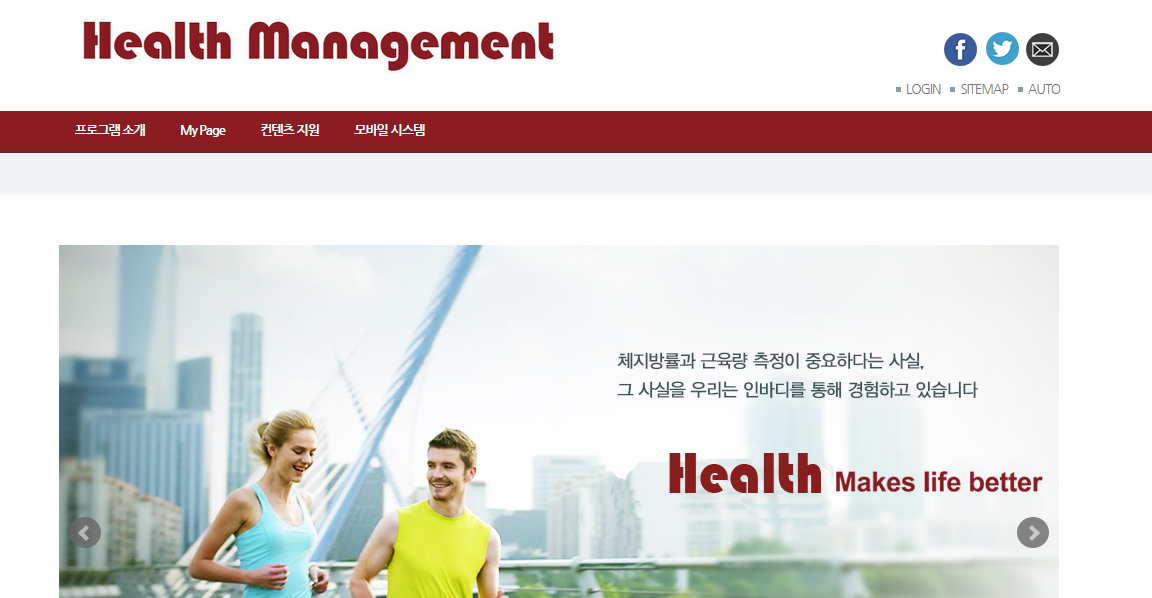 Health Management
LOGIN SITEMAP AUTO
프로그램 소개 My Page 컨텐츠 지원 모바일 시스템
체지방률과 근육량 측정이 중요하다는 사실,
그 사실을 우리는 인바디를 통해 경험하고 있습니다
Health Makes life better